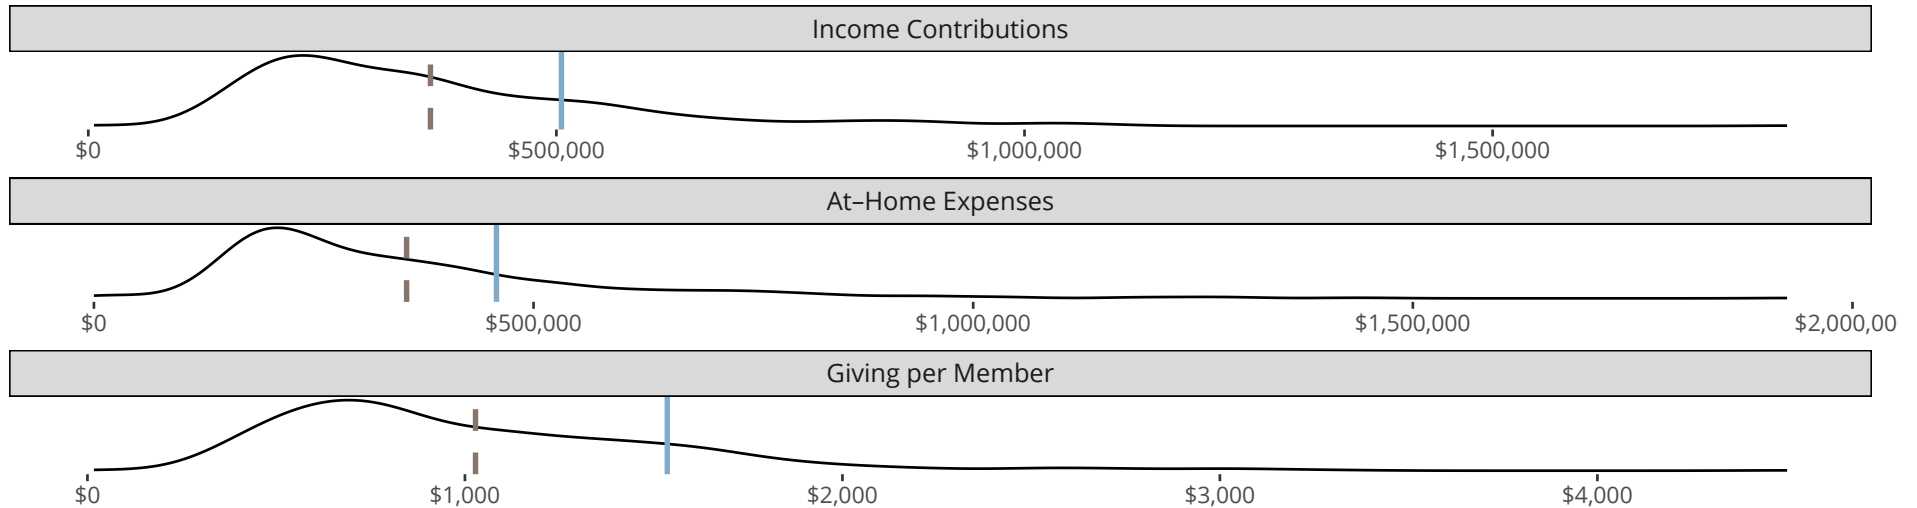 Income Contributions
$0 $500,000 $1,000,000 $1,500,000
At–Home Expenses
$0 $500,000 $1,000,000 $1,500,000 $2,000,00
Giving per Member
$0 $1,000 $2,000 $3,000 $4,000